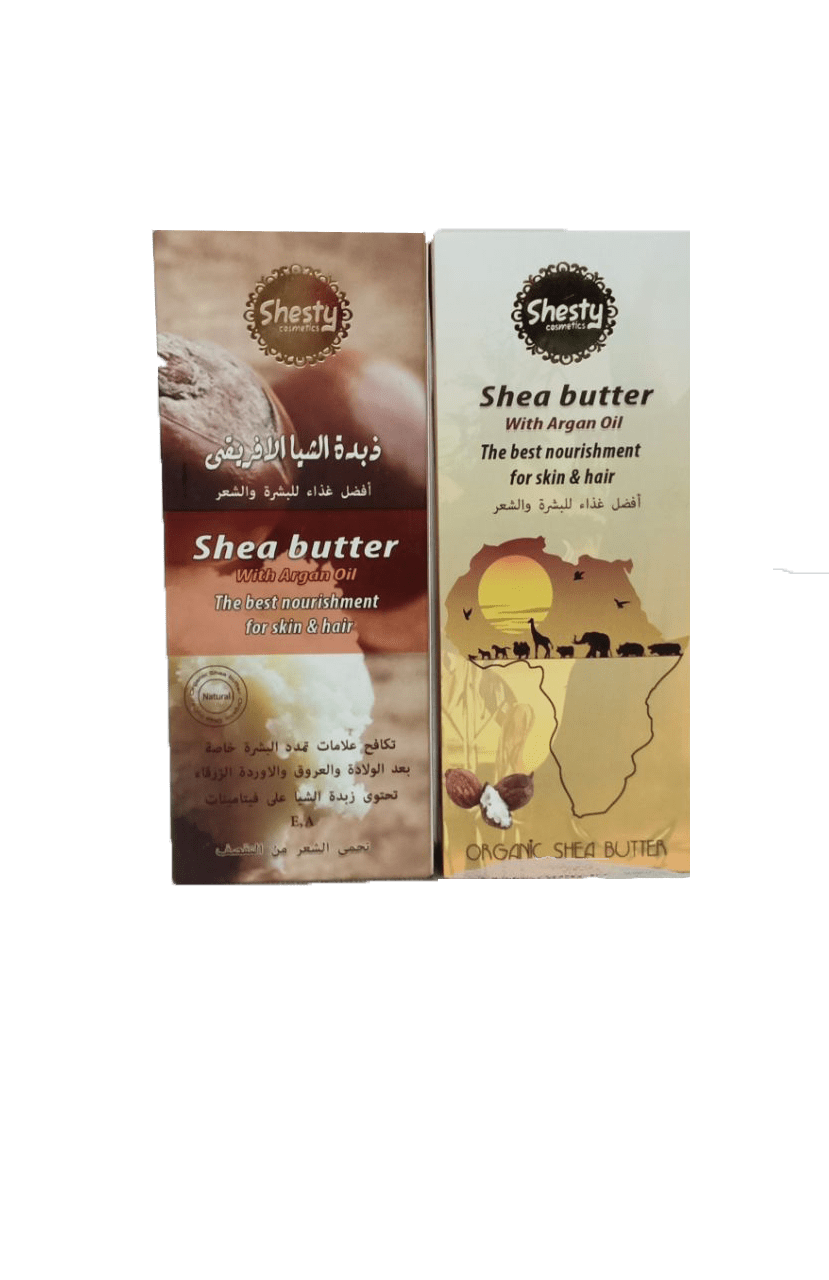 Shesty
cosmetics
ذبدة الشيا الافريقى
أفضل غذاء للبشرة والشعر
Shea butter
With Argan Oil
The best nourishment
for skin & hair
Natural
تكافح علامات تمدد البشرة خاصة
بعد الولادة والعروق والاوردة الزرقاء
تحتوى زبدة الشيا على فيتامينات
E,A
تحمى الشعر من التقصف
Shesty
cosmetics
Shea butter
With Argan Oil
The best nourishment
for skin & hair
أفضل غذاء للبشرة والشعر
ORGANIC SHEA BUTTER